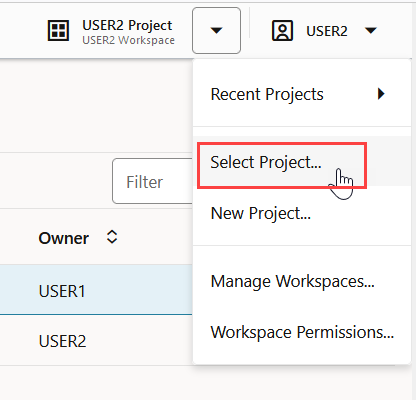 USER2 Project
USER2 Workspace
USER2
Recent Projects
Select Project...
Filter
New Project...
Owner
Manage Workspaces...
USER1
Workspace Permissions...
USER2